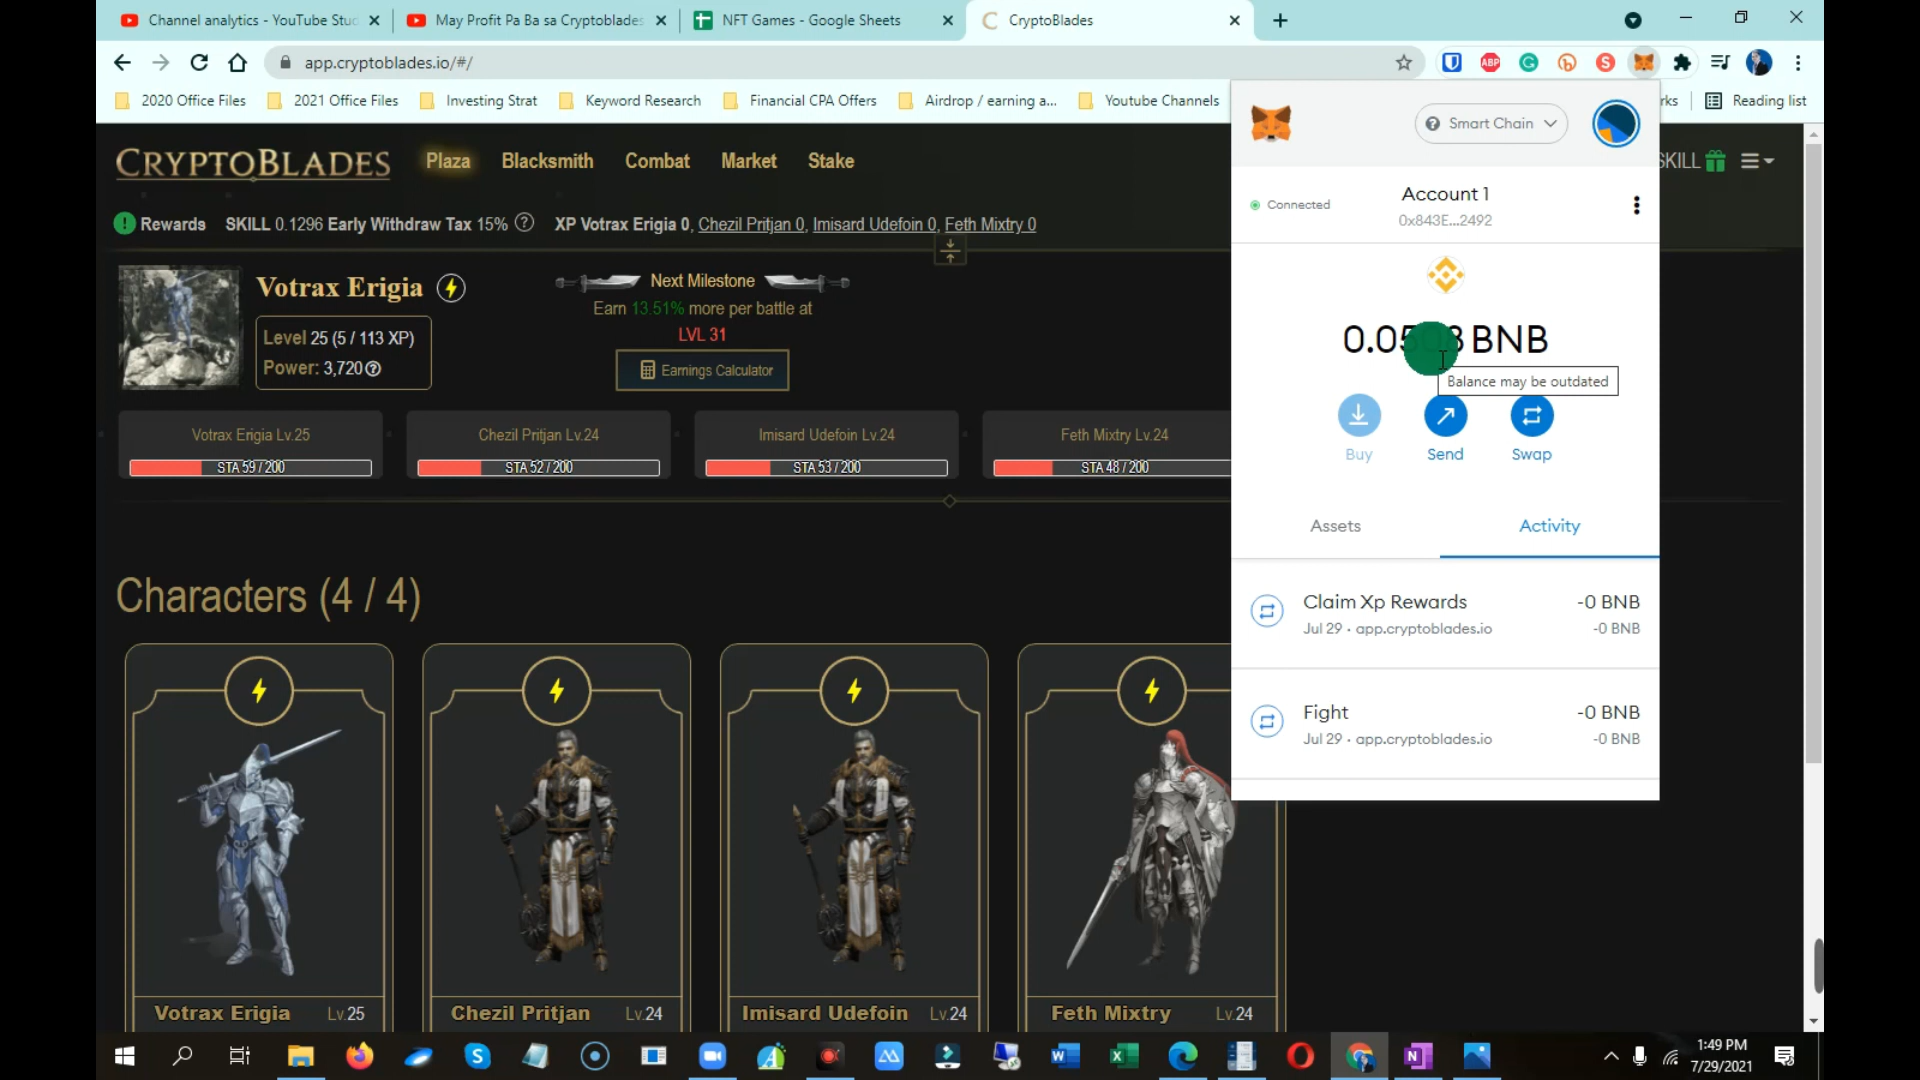 Channel analytics - YouTube Stud
May Profit Pa Ba sa Cryptoblades
NFT Games - Google Sheets
CryptoBlades
app.cryptoblades.io/#/
2020 Office Files
2021 Office Files
Investing Strat
Keyword Research
Financial CPA Offers
Airdrop / earning a...
Youtube Channels
rks
Reading list
CRYPTOBLADES
Plaza
Blacksmith
Combat
Market
Stake
SKILL
Rewards SKILL 0.1296 Early Withdraw Tax 15% ? XP Votrax Erigia 0, Chezil Pritjan 0, Imisard Udefoin 0, Feth Mixtry 0
Votrax Erigia
Level 25 (5 / 113 XP)
Power: 3,720
Next Milestone
Earn 13.51% more per battle at
LVL 31
Earnings Calculator
Votrax Erigia Lv.25
STA 59 / 200
Chezil Pritjan Lv.24
STA 52 / 200
Imisard Udefoin Lv.24
STA 53 / 200
Feth Mixtry Lv.24
STA 48 / 200
Characters (4 / 4)
Votrax Erigia Lv.25
Chezil Pritjan Lv.24
Imisard Udefoin Lv.24
Feth Mixtry Lv.24
Smart Chain
Connected
Account 1
0x843E...2492
BNB
Balance may be outdated
Buy
Send
Swap
Assets
Activity
Claim Xp Rewards -0 BNB
Jul 29 · app.cryptoblades.io -0 BNB
Fight -0 BNB
Jul 29 · app.cryptoblades.io -0 BNB
1:49 PM
7/29/2021